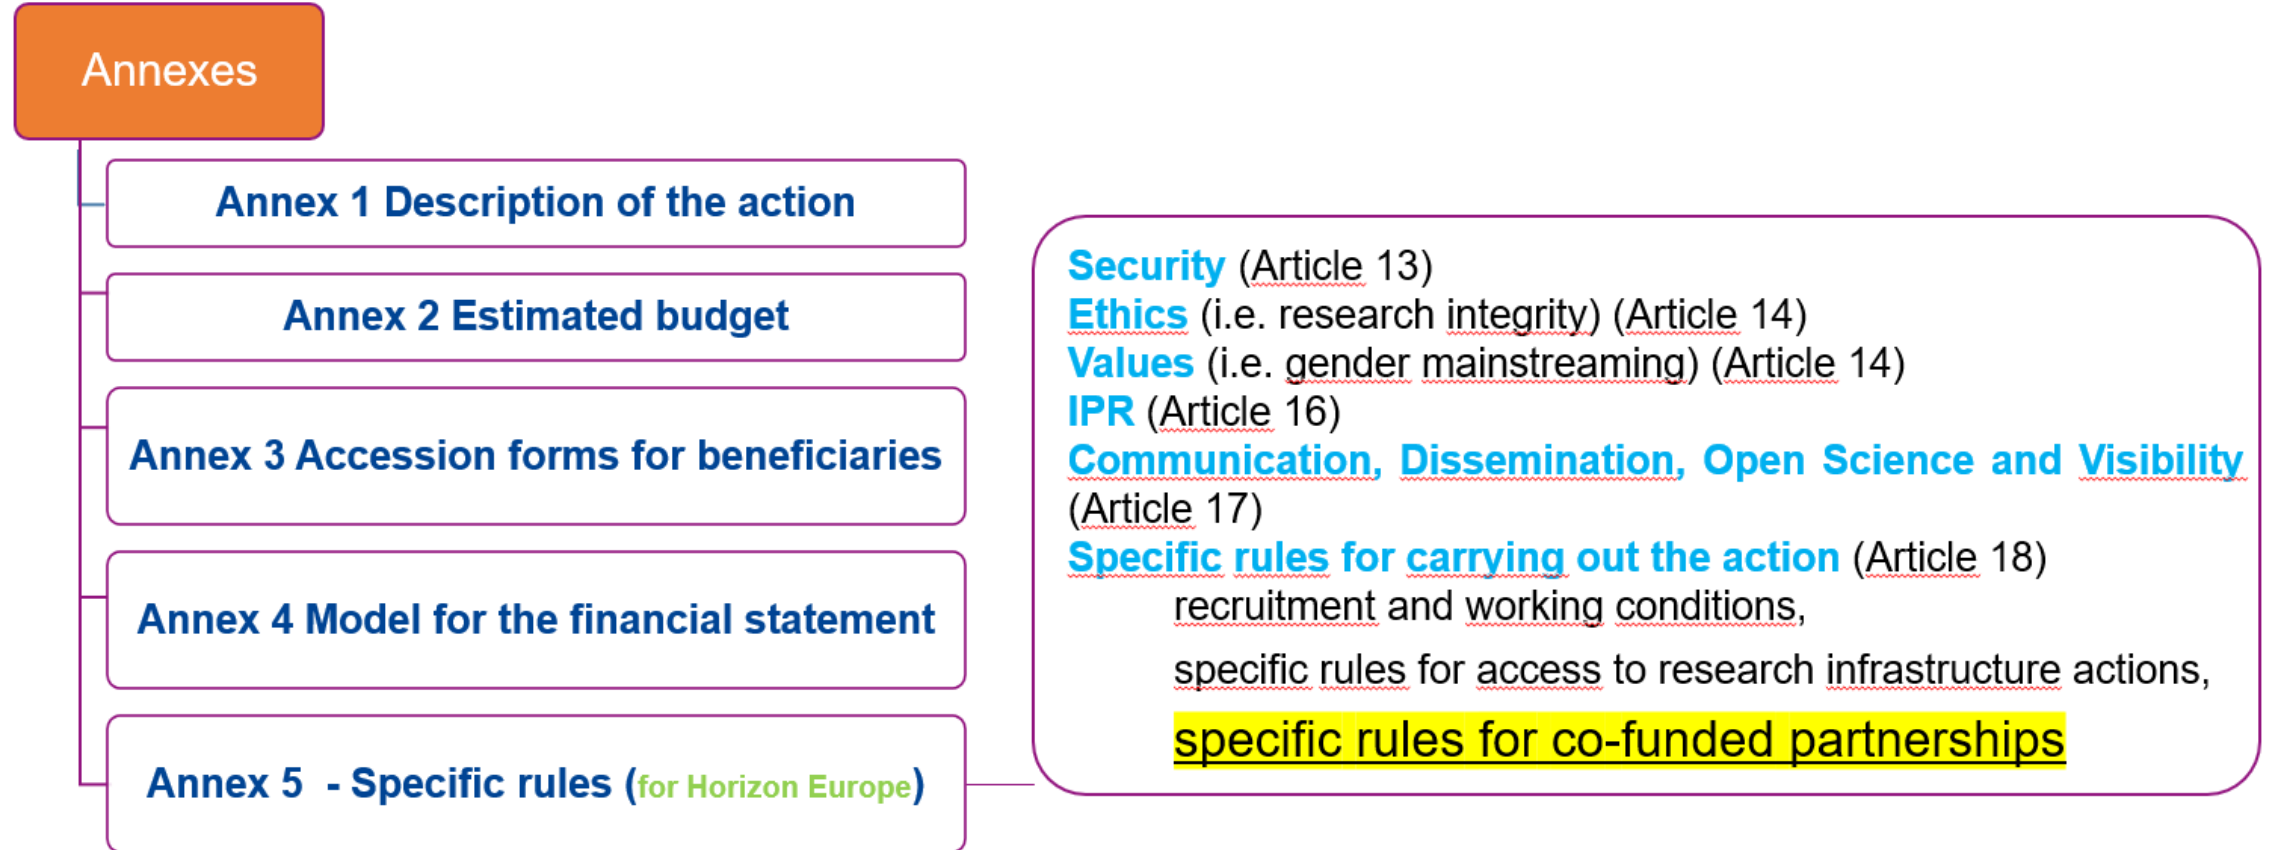 Annexes
Annex 1 Description of the action
Annex 2 Estimated budget
Annex 3 Accession forms for beneficiaries
Annex 4 Model for the financial statement
Annex 5  - Specific rules (for Horizon Europe)
Security (Article 13)
Ethics (i.e. research integrity) (Article 14)
Values (i.e. gender mainstreaming) (Article 14)
IPR (Article 16)
Communication, Dissemination, Open Science and Visibility
(Article 17)
Specific rules for carrying out the action (Article 18)
recruitment and working conditions,
specific rules for access to research infrastructure actions,
specific rules for co-funded partnerships